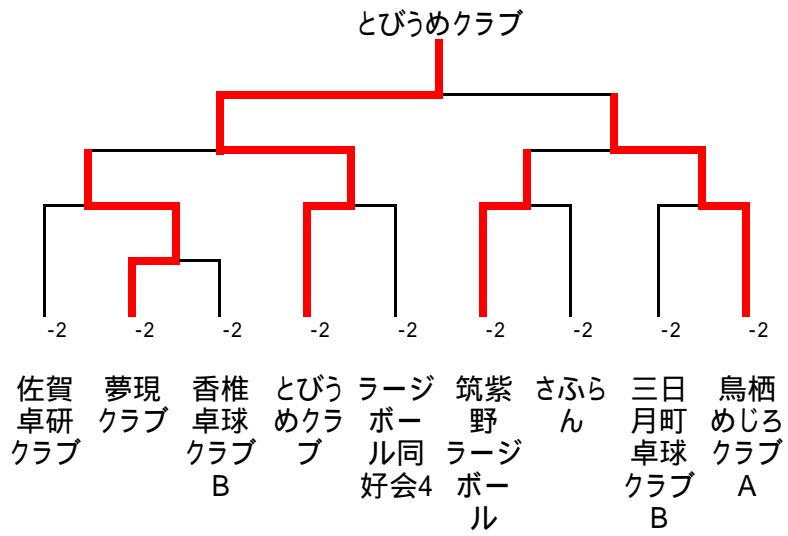 とびうめクラブ
-2 -2 -2 -2 -2 -2 -2 -2 -2
佐賀
卓研
クラブ
夢現
クラブ
香椎
卓球
クラブ
B
とびう
めクラ
ブ
ラージ
ボー
ル同
好会4
筑紫
野
ラージ
ボー
ル
さふら
ん
三日
月町
卓球
クラブ
B
鳥栖
めじろ
クラブ
A